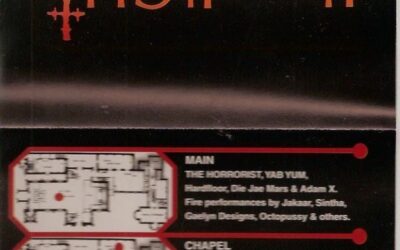 MAIN
THE HORRORIST, YAB YUM,
Hardfloor, Die Jae Mars & Adam X.
Fire performances by Jakaar, Sintha,
Gaelyn Designs, Octopussy & others.
CHAPEL